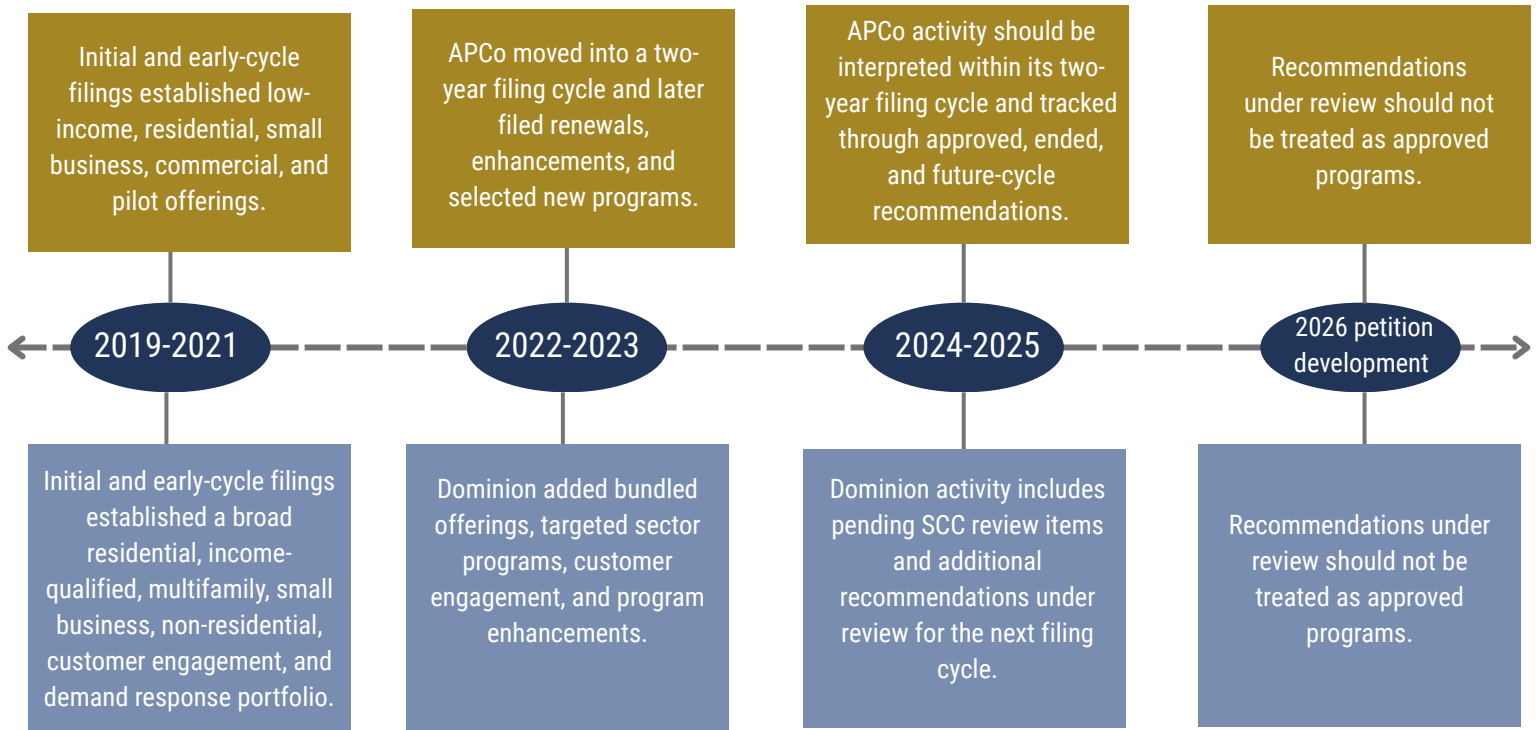 Initial and early-cycle
filings established low-
income, residential, small
business, commercial, and
pilot offerings.
APCo moved into a two-
year filing cycle and later
filed renewals,
enhancements, and
selected new programs.
APCo activity should be
interpreted within its two-
year filing cycle and tracked
through approved, ended,
and future-cycle
recommendations.
Recommendations
under review should not
be treated as approved
programs.
2019-2021
2022-2023
2024-2025
2026 petition
development
Initial and early-cycle filings
established a broad
residential, income-
qualified, multifamily, small
business, non-residential,
customer engagement, and
demand response portfolio.
Dominion added bundled
offerings, targeted sector
programs, customer
engagement, and program
enhancements.
Dominion activity includes
pending SCC review items
and additional
recommendations under
review for the next filing
cycle.
Recommendations under
review should not be
treated as approved
programs.